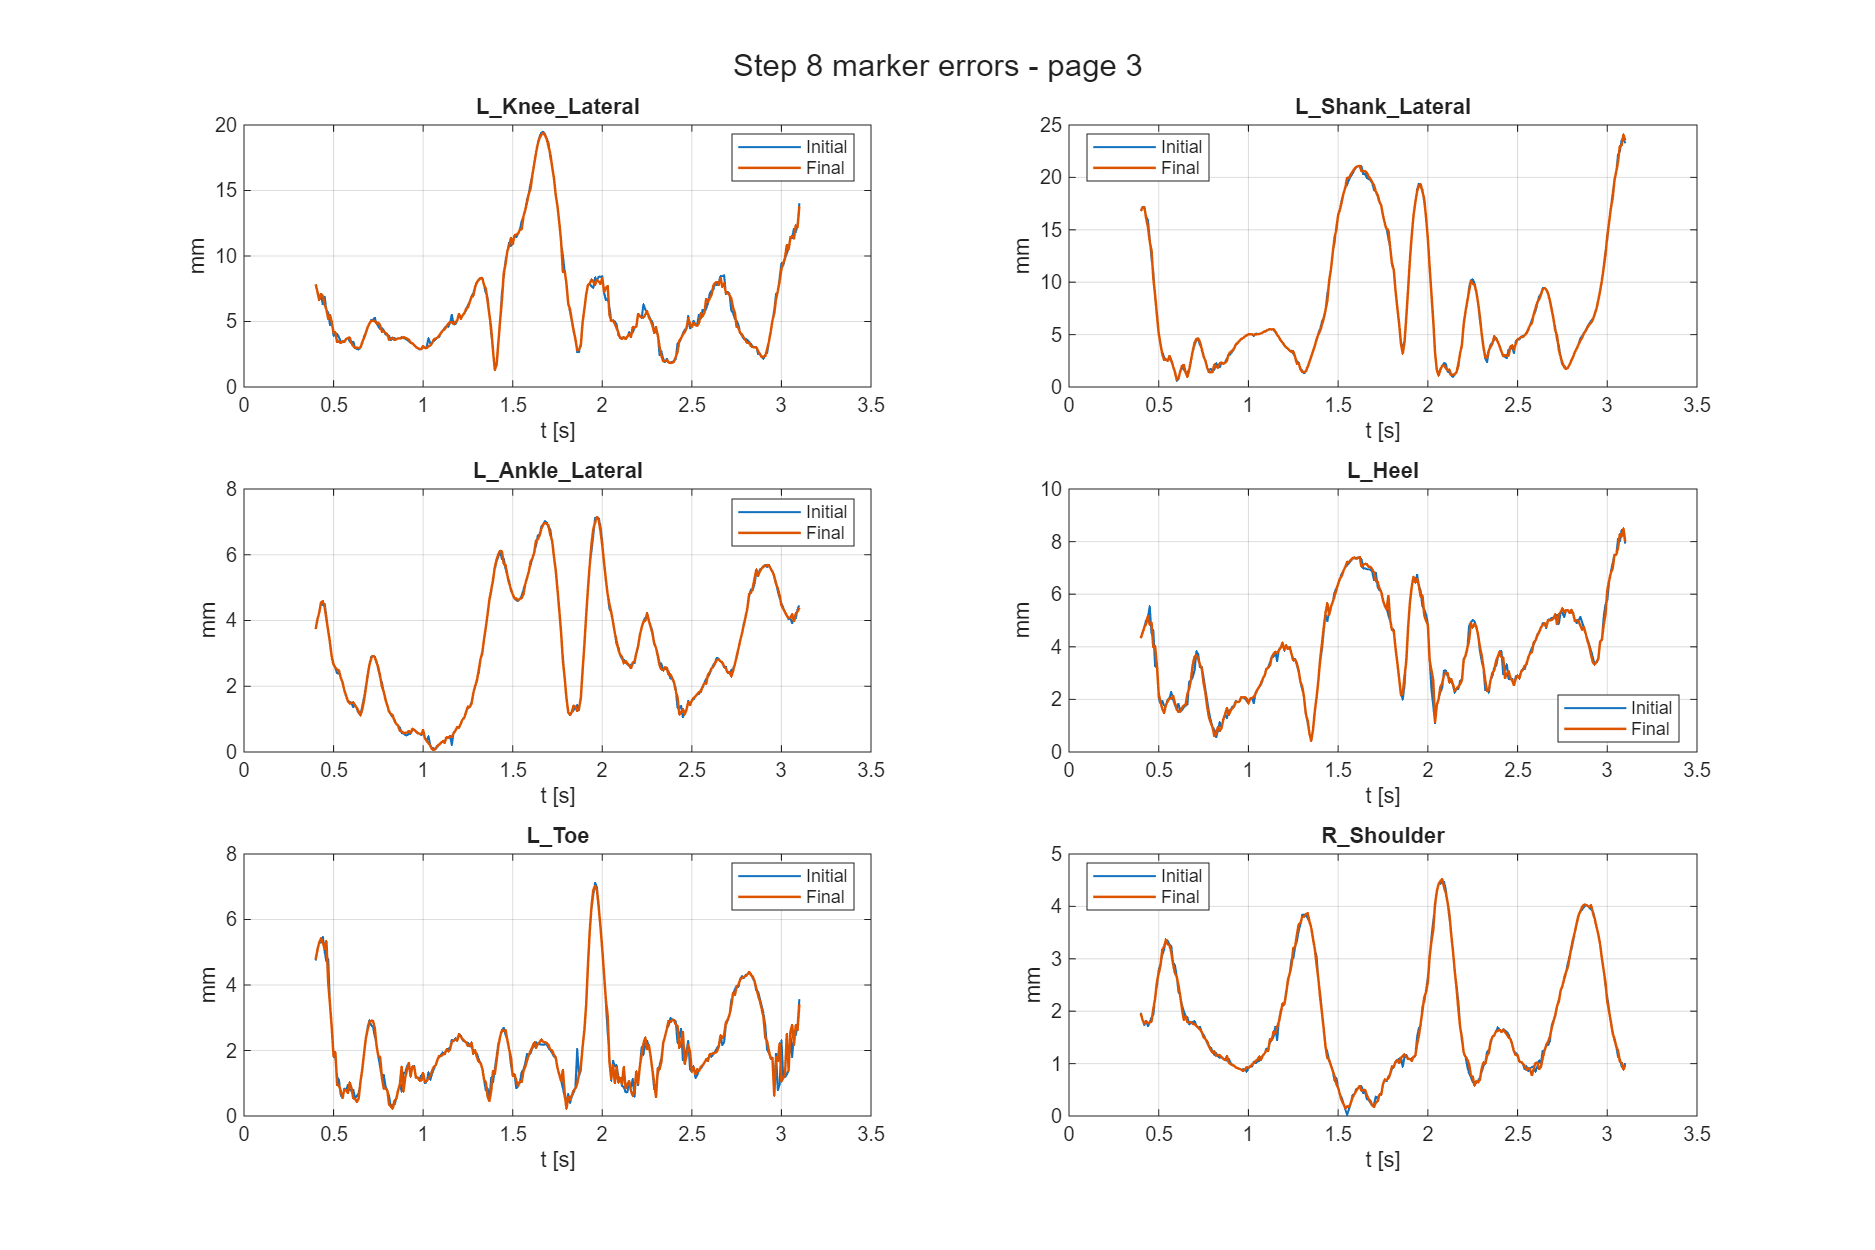 Step 8 marker errors - page 3
L_Knee_Lateral
20
15
10
5
0
mm
Initial
Final
0 0.5 1 1.5 2 2.5 3 3.5
t [s]
L_Shank_Lateral
25
20
15
10
5
0
mm
Initial
Final
0 0.5 1 1.5 2 2.5 3 3.5
t [s]
L_Ankle_Lateral
8
6
4
2
0
mm
Initial
Final
0 0.5 1 1.5 2 2.5 3 3.5
t [s]
L_Heel
10
8
6
4
2
0
mm
Initial
Final
0 0.5 1 1.5 2 2.5 3 3.5
t [s]
L_Toe
8
6
4
2
0
mm
Initial
Final
0 0.5 1 1.5 2 2.5 3 3.5
t [s]
R_Shoulder
5
4
3
2
1
0
mm
Initial
Final
0 0.5 1 1.5 2 2.5 3 3.5
t [s]